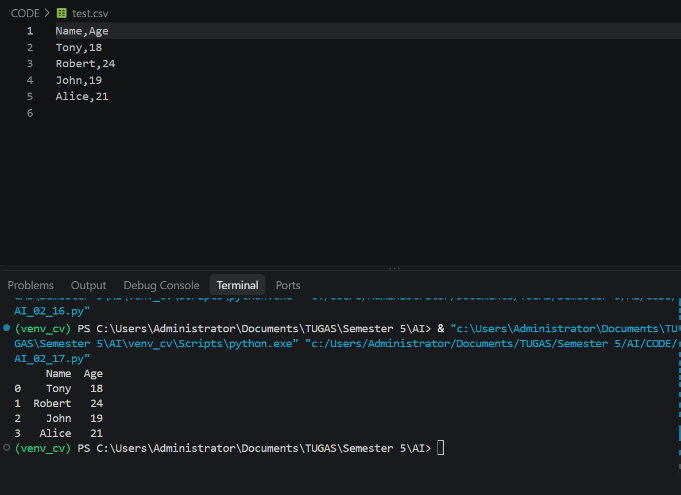 CODE > test.csv
1 Name,Age
2 Tony,18
3 Robert,24
4 John,19
5 Alice,21
6
...
Problems Output Debug Console Terminal Ports
AI_02_16.py"
(venv_cv) PS C:\Users\Administrator\Documents\TUGAS\Semester 5\AI> & "c:\Users\Administrator\Documents\TU
GAS\Semester 5\AI\venv_cv\Scripts\python.exe" "c:/Users/Administrator/Documents/TUGAS/Semester 5/AI/CODE/
AI_02_17.py"
Name Age
0 Tony 18
1 Robert 24
2 John 19
3 Alice 21
(venv_cv) PS C:\Users\Administrator\Documents\TUGAS\Semester 5\AI>